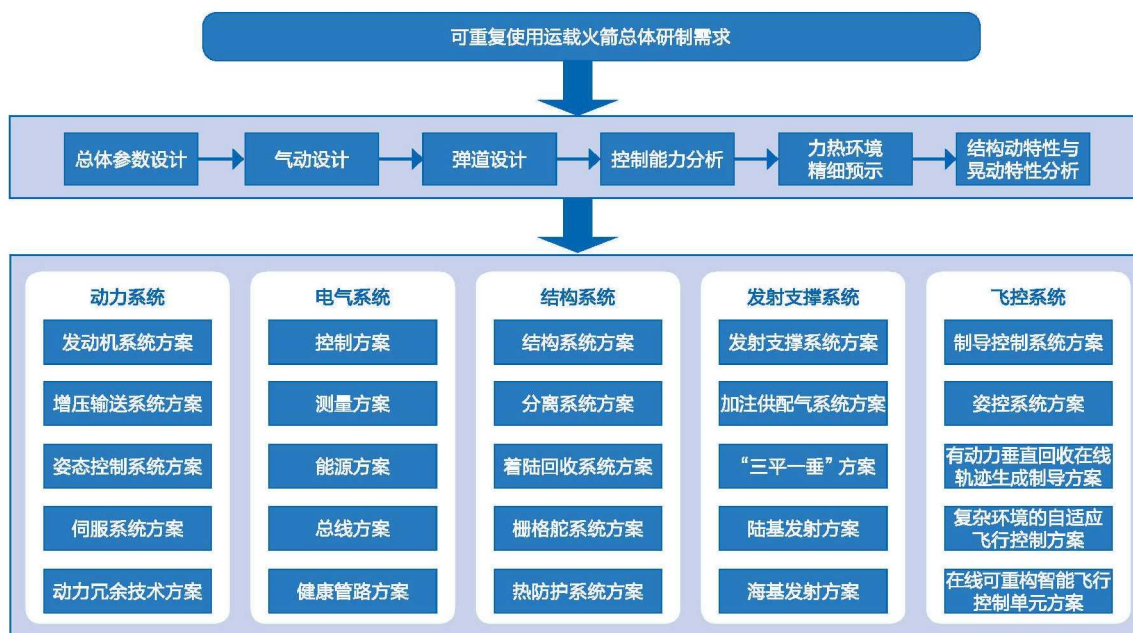 可重复使用运载火箭总体研制需求
总体参数设计
气动设计
弹道设计
控制能力分析
力热环境
精细预示
结构动特性与
晃动特性分析
动力系统
发动机系统方案
增压输送系统方案
姿态控制系统方案
伺服系统方案
动力冗余技术方案
电气系统
控制方案
测量方案
能源方案
总线方案
健康管路方案
结构系统
结构系统方案
分离系统方案
着陆回收系统方案
栅格舵系统方案
热防护系统方案
发射支撑系统
发射支撑系统方案
加注供配气系统方案
“三平一垂”方案
陆基发射方案
海基发射方案
飞控系统
制导控制系统方案
姿控系统方案
有动力垂直回收在线
轨迹生成制导方案
复杂环境的自适应
飞行控制方案
在线可重构智能飞行
控制单元方案